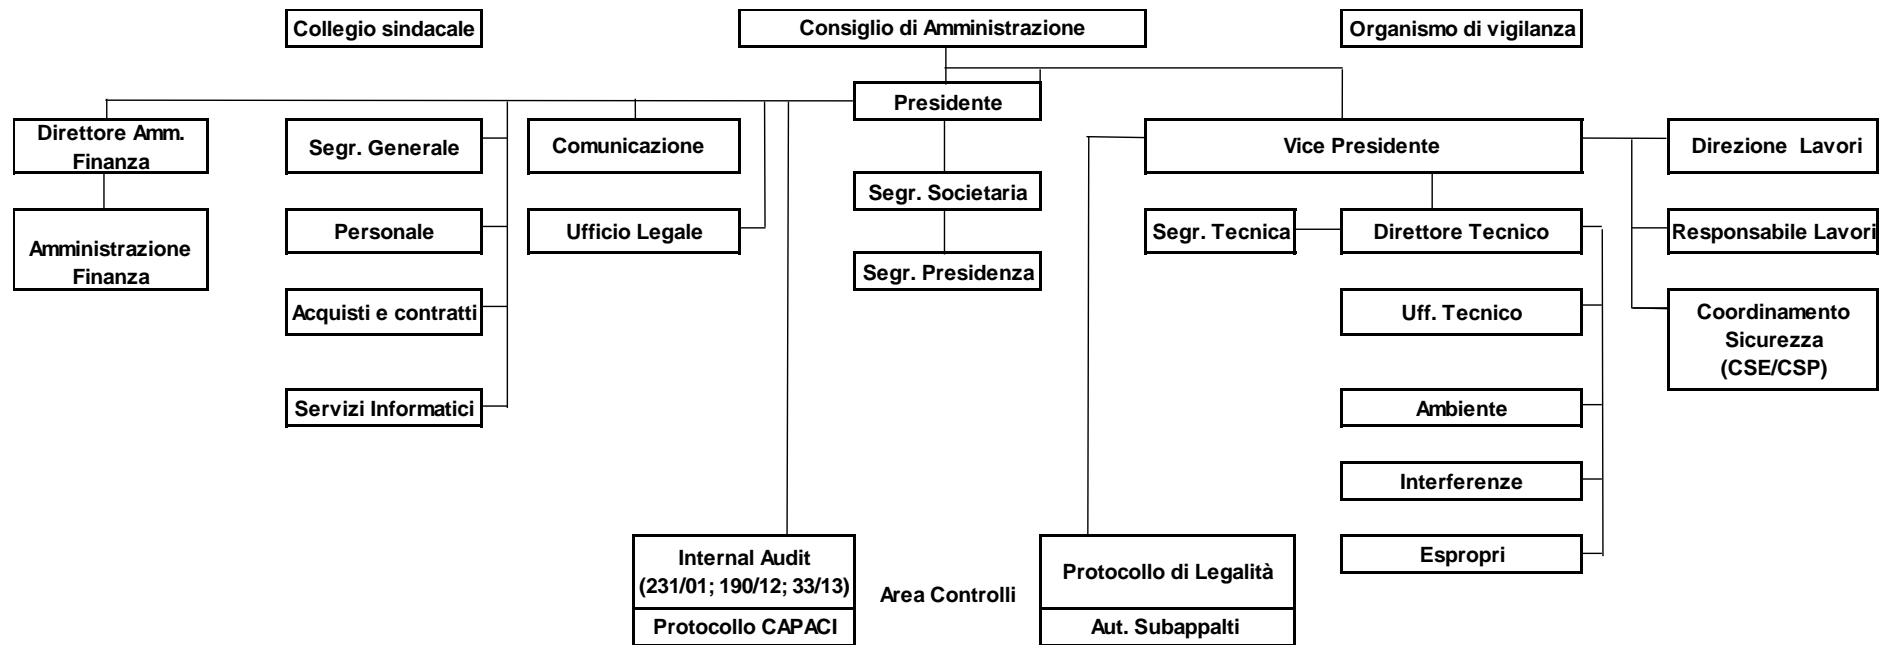 Collegio sindacale
Consiglio di Amministrazione
Organismo di vigilanza
Presidente
Direttore Amm.
Finanza
Segr. Generale
Comunicazione
Vice Presidente
Direzione  Lavori
Segr. Societaria
Personale
Ufficio Legale
Segr. Tecnica
Direttore Tecnico
Responsabile Lavori
Amministrazione
Finanza
Segr. Presidenza
Acquisti e contratti
Uff. Tecnico
Coordinamento
Sicurezza
(CSE/CSP)
Servizi Informatici
Ambiente
Interferenze
Internal Audit
(231/01; 190/12; 33/13)
Protocollo CAPACI
Area Controlli
Protocollo di Legalità
Aut. Subappalti
Espropri